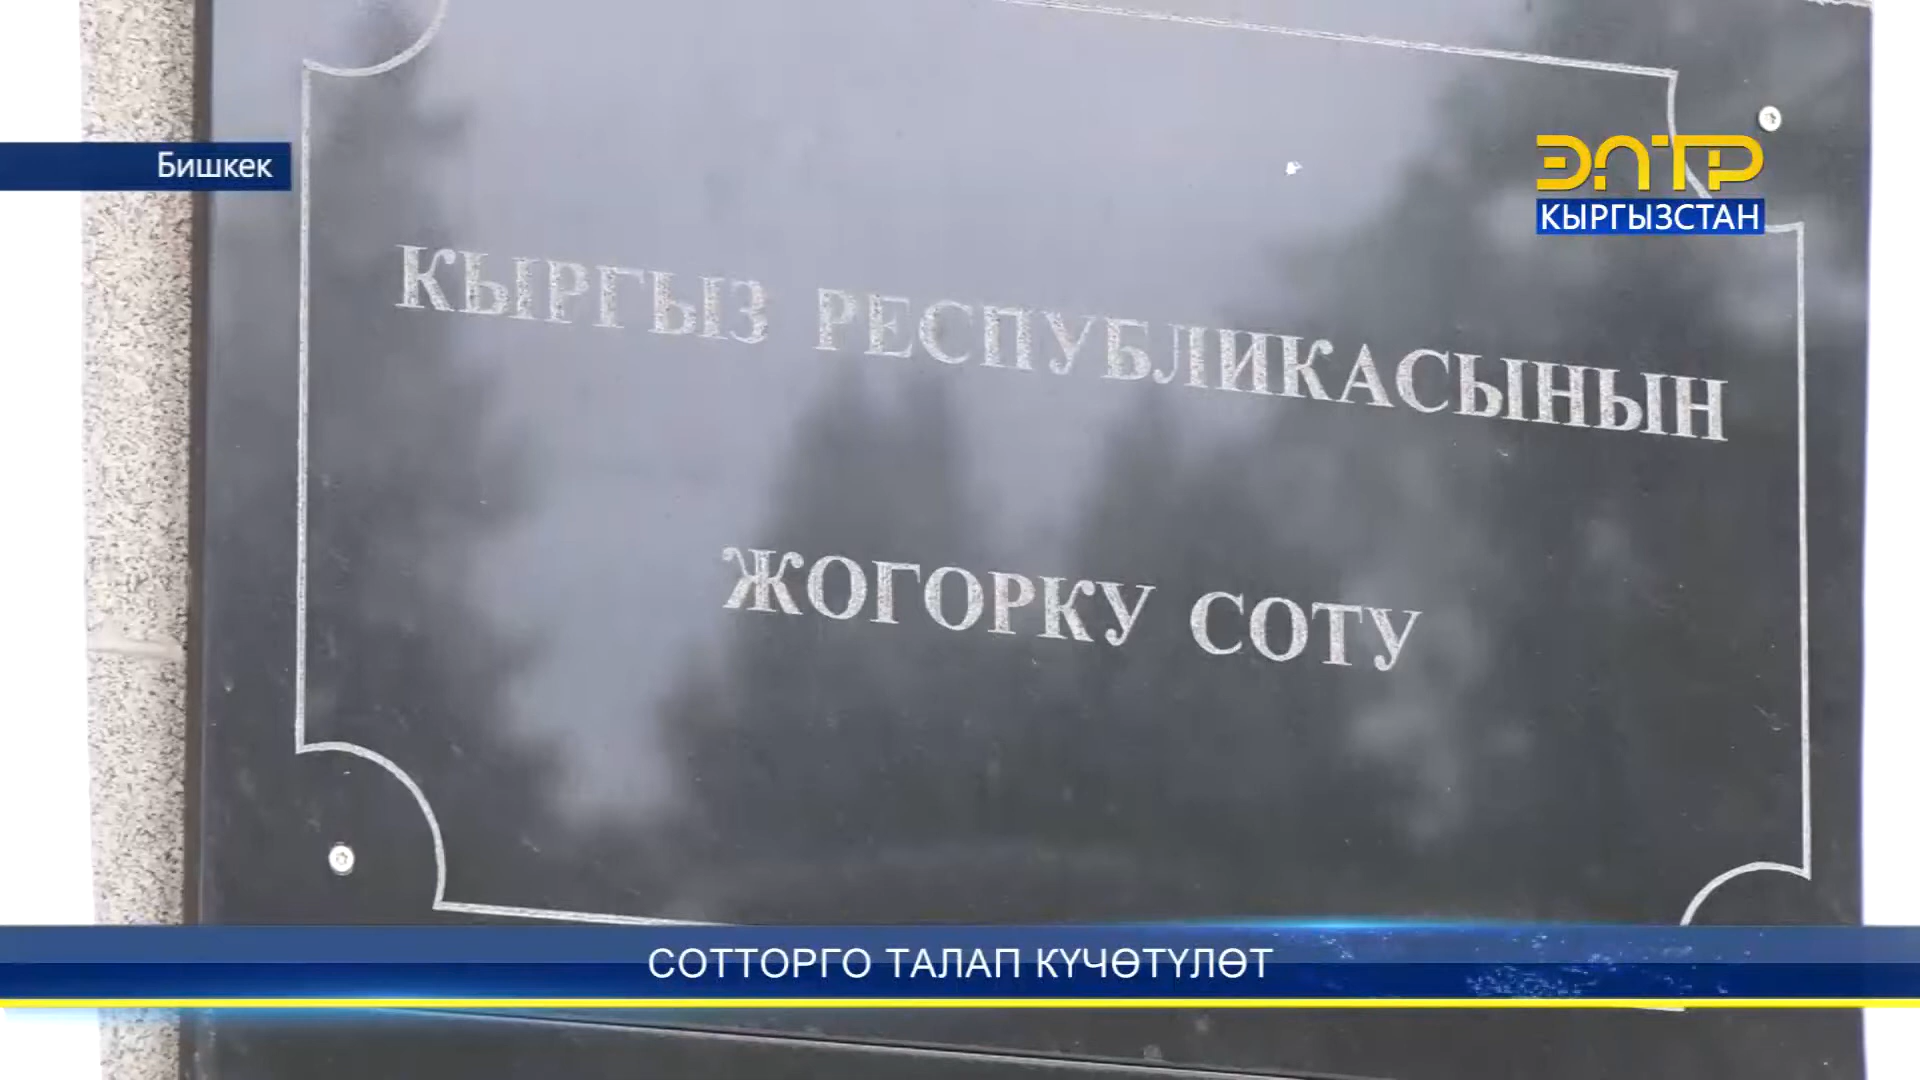 Бишкек
ЭЛТР
КЫРГЫЗСТАН
КЫРГЫЗ РЕСПУБЛИКАСЫНЫН
ЖОГОРКУ СОТУ
СОТТОРГО ТАЛАП КҮЧӨТҮЛӨТ